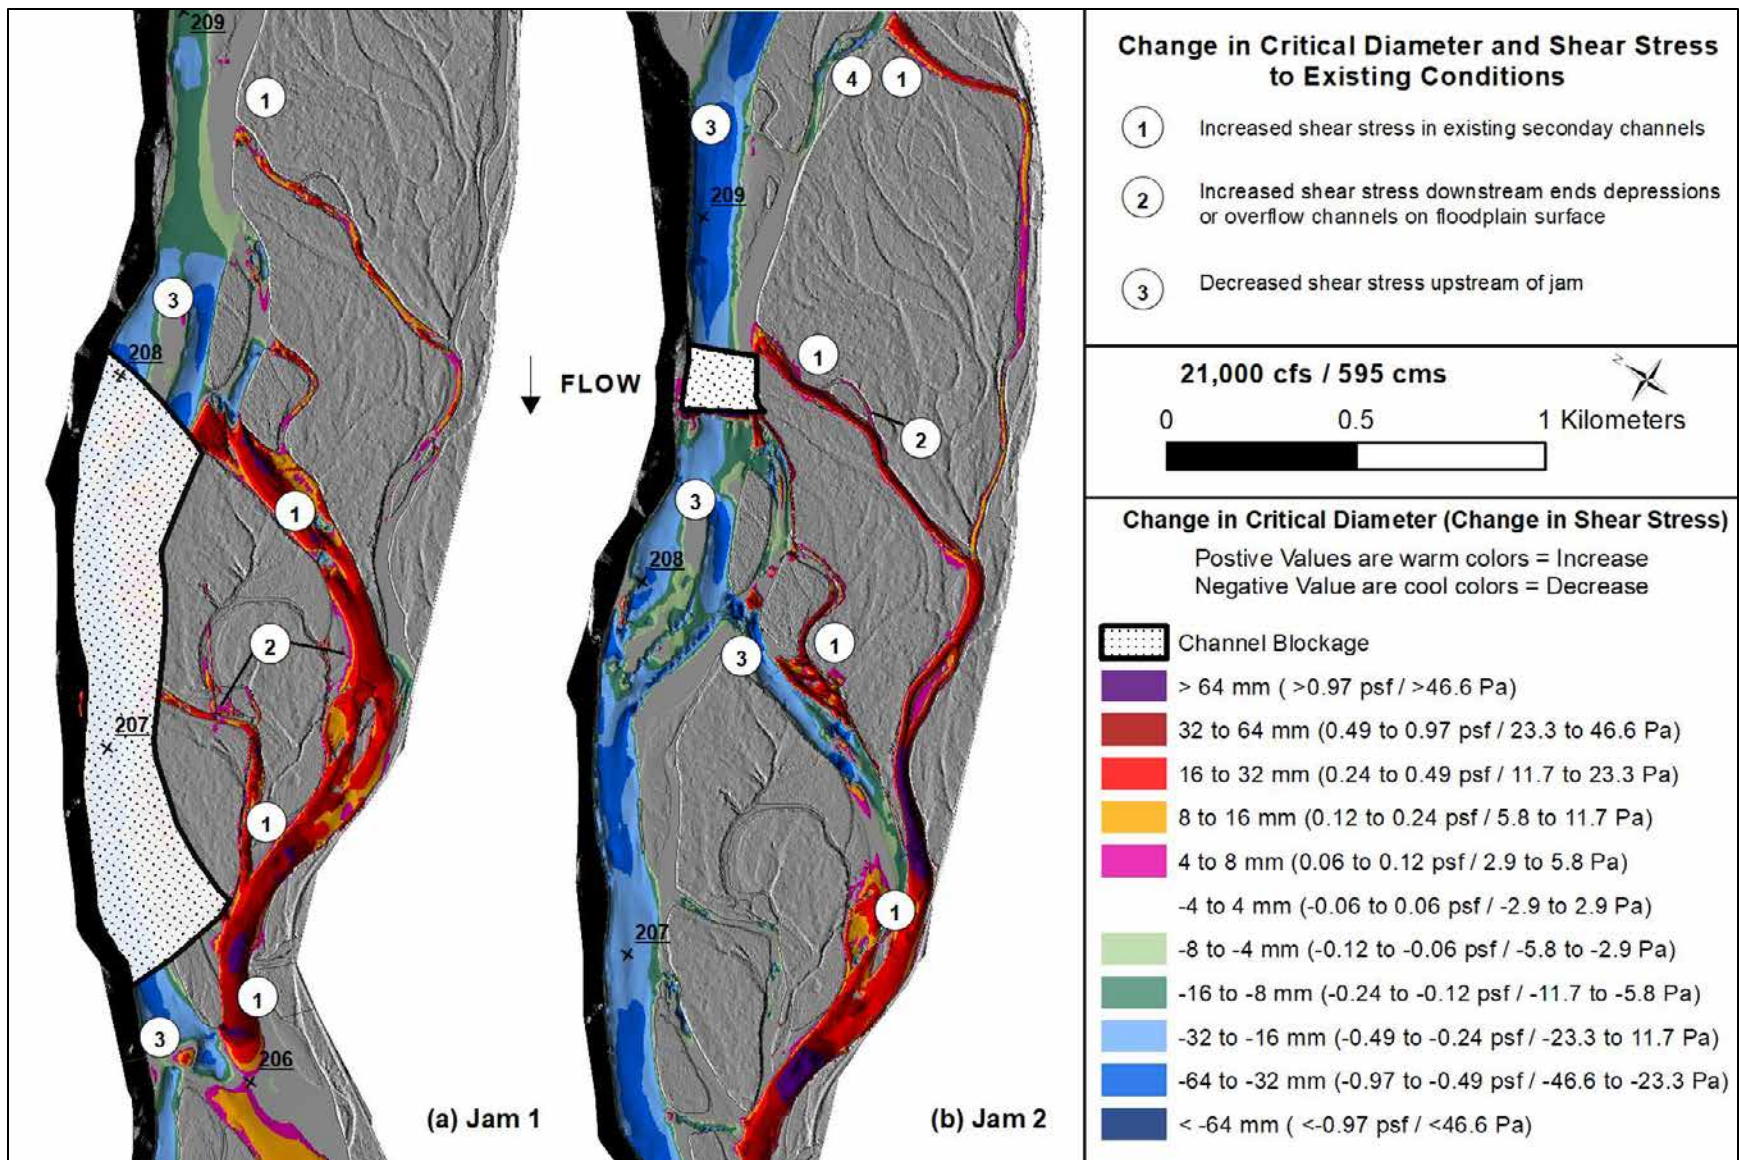 209
1
3
208
1
2
207
1
1
3
206
(a) Jam 1
FLOW
4
1
3
209
1
2
3
208
1
3
1
207
(b) Jam 2
Change in Critical Diameter and Shear Stress
to Existing Conditions
1
Increased shear stress in existing seconday channels
2
Increased shear stress downstream ends depressions
or overflow channels on floodplain surface
3
Decreased shear stress upstream of jam
21,000 cfs / 595 cms
N
0 0.5 1 Kilometers
Change in Critical Diameter (Change in Shear Stress)
Postive Values are warm colors = Increase
Negative Value are cool colors = Decrease
Channel Blockage
> 64 mm ( >0.97 psf / >46.6 Pa)
32 to 64 mm (0.49 to 0.97 psf / 23.3 to 46.6 Pa)
16 to 32 mm (0.24 to 0.49 psf / 11.7 to 23.3 Pa)
8 to 16 mm (0.12 to 0.24 psf / 5.8 to 11.7 Pa)
4 to 8 mm (0.06 to 0.12 psf / 2.9 to 5.8 Pa)
-4 to 4 mm (-0.06 to 0.06 psf / -2.9 to 2.9 Pa)
-8 to -4 mm (-0.12 to -0.06 psf / -5.8 to -2.9 Pa)
-16 to -8 mm (-0.24 to -0.12 psf / -11.7 to -5.8 Pa)
-32 to -16 mm (-0.49 to -0.24 psf / -23.3 to 11.7 Pa)
-64 to -32 mm (-0.97 to -0.49 psf / -46.6 to -23.3 Pa)
< -64 mm ( <-0.97 psf / <46.6 Pa)